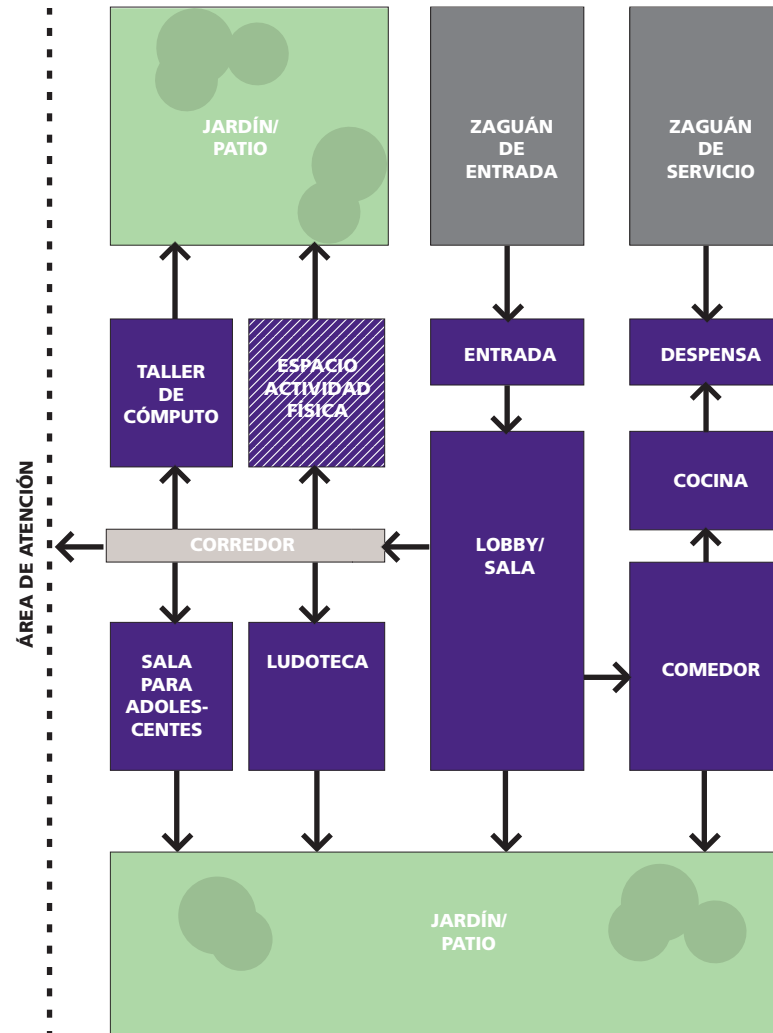 JARDÍN/
PATIO
ZAGUÁN
DE
ENTRADA
ZAGUÁN
DE
SERVICIO
TALLER
DE
CÓMPUTO
ESPACIO
ACTIVIDAD
FÍSICA
ENTRADA
DESPENSA
COCINA
ÁREA DE ATENCIÓN
CORREDOR
LOBBY/
SALA
SALA
PARA
ADOLES-
CENTES
LUDOTECA
COMEDOR
JARDÍN/
PATIO